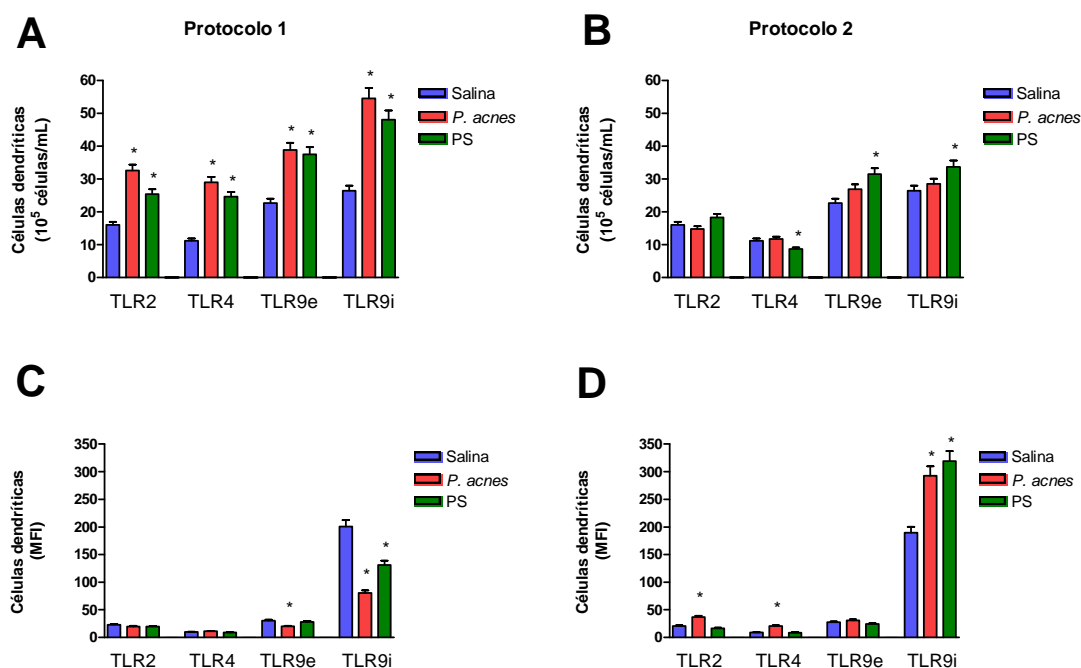 A
Protocolo 1
Células dendríticas
(10⁵ células/mL)
60
50
40
30
20
10
0
* * * * * * * *
TLR2 TLR4 TLR9e TLR9i
Salina
P. acnes
PS
B
Protocolo 2
Células dendríticas
(10⁵ células/mL)
60
50
40
30
20
10
0
* * *
TLR2 TLR4 TLR9e TLR9i
Salina
P. acnes
PS
C
Células dendríticas
(MFI)
350
300
250
200
150
100
50
0
* * *
TLR2 TLR4 TLR9e TLR9i
Salina
P. acnes
PS
D
Células dendríticas
(MFI)
350
300
250
200
150
100
50
0
* * * *
TLR2 TLR4 TLR9e TLR9i
Salina
P. acnes
PS